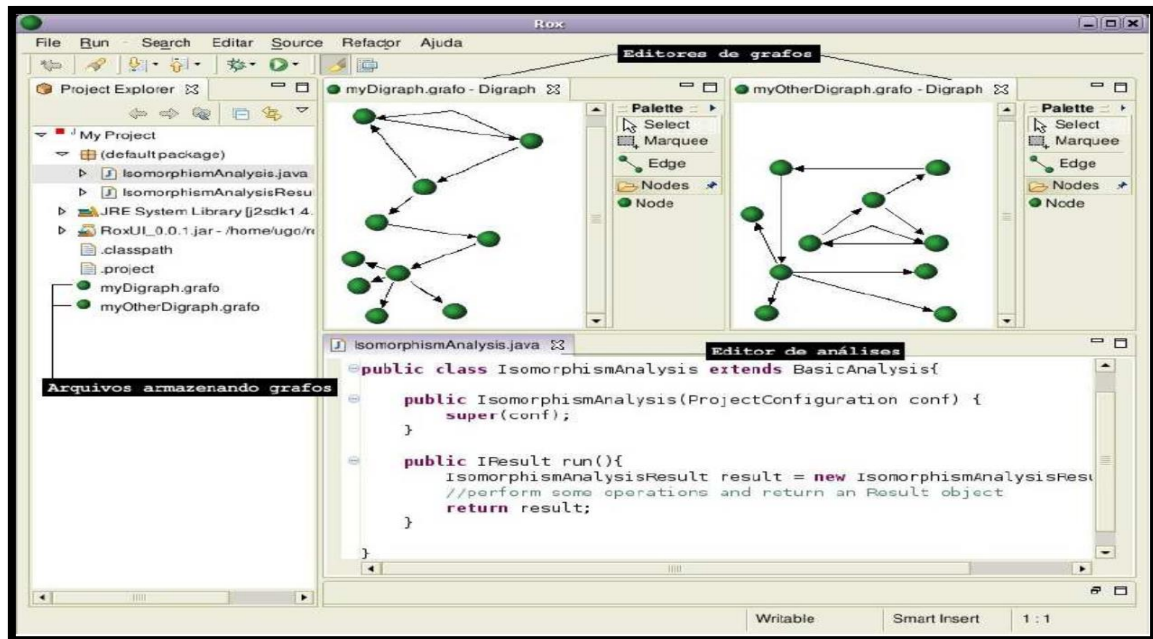 Rox
File Run Search Editar Source Refactor Ajuda
Editores de grafos
Project Explorer
myDigraph.grafo - Digraph
Palette
Select
Marquee
Edge
Nodes
Node
myOtherDigraph.grafo - Digraph
Palette
Select
Marquee
Edge
Nodes
Node
My Project
(default package)
IsomorphismAnalysis.java
IsomorphismAnalysisResu
JRE System Library [j2sdk1.4.
RoxUI_0.0.1.jar - /home/ugo/re
.classpath
.project
myDigraph.grafo
myOtherDigraph.grafo
Arquivos armazenando grafos
IsomorphismAnalysis.java
Editor de análises
public class IsomorphismAnalysis extends BasicAnalysis{
public IsomorphismAnalysis(ProjectConfiguration conf) {
super(conf);
}
public IResult run(){
IsomorphismAnalysisResult result = new IsomorphismAnalysisResu
//perform some operations and return an Result object
return result;
}
}
Writable Smart Insert 1 : 1